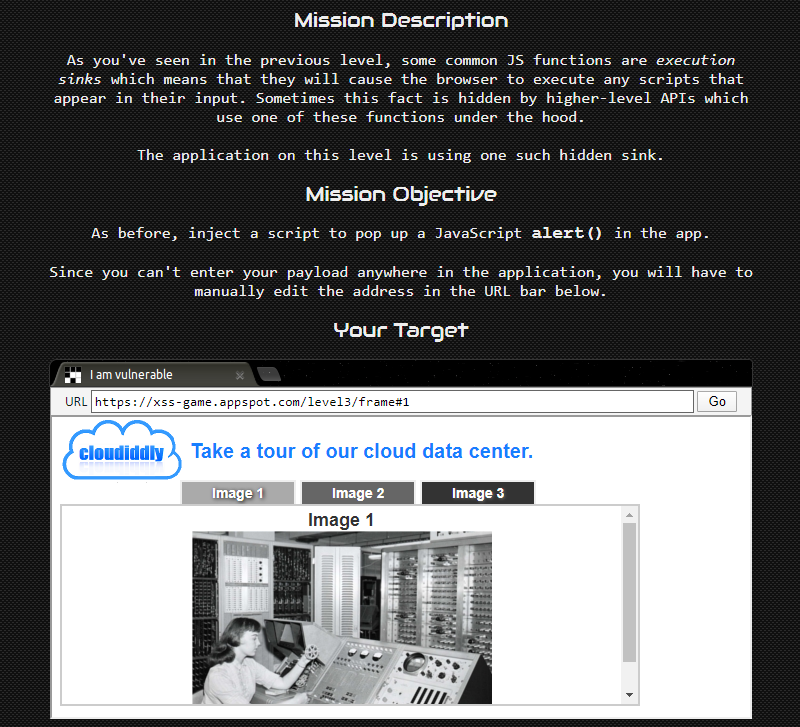 Mission Description
As you've seen in the previous level, some common JS functions are execution
sinks which means that they will cause the browser to execute any scripts that
appear in their input. Sometimes this fact is hidden by higher-level APIs which
use one of these functions under the hood.
The application on this level is using one such hidden sink.
Mission Objective
As before, inject a script to pop up a JavaScript alert() in the app.
Since you can't enter your payload anywhere in the application, you will have to
manually edit the address in the URL bar below.
Your Target
I am vulnerable
URL https://xss-game.appspot.com/level3/frame#1 Go
cloudiddly Take a tour of our cloud data center.
Image 1 Image 2 Image 3
Image 1